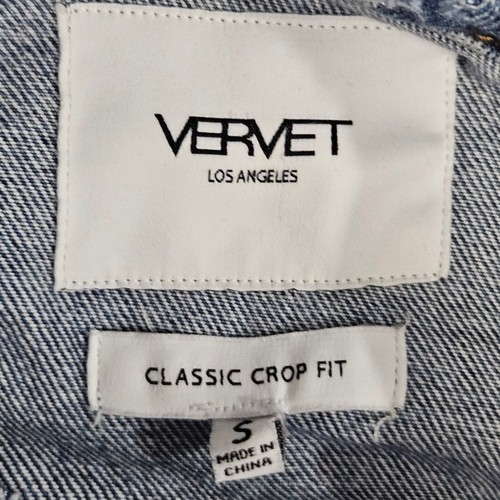 VERVET
LOS ANGELES
CLASSIC CROP FIT
S
MADE IN
CHINA